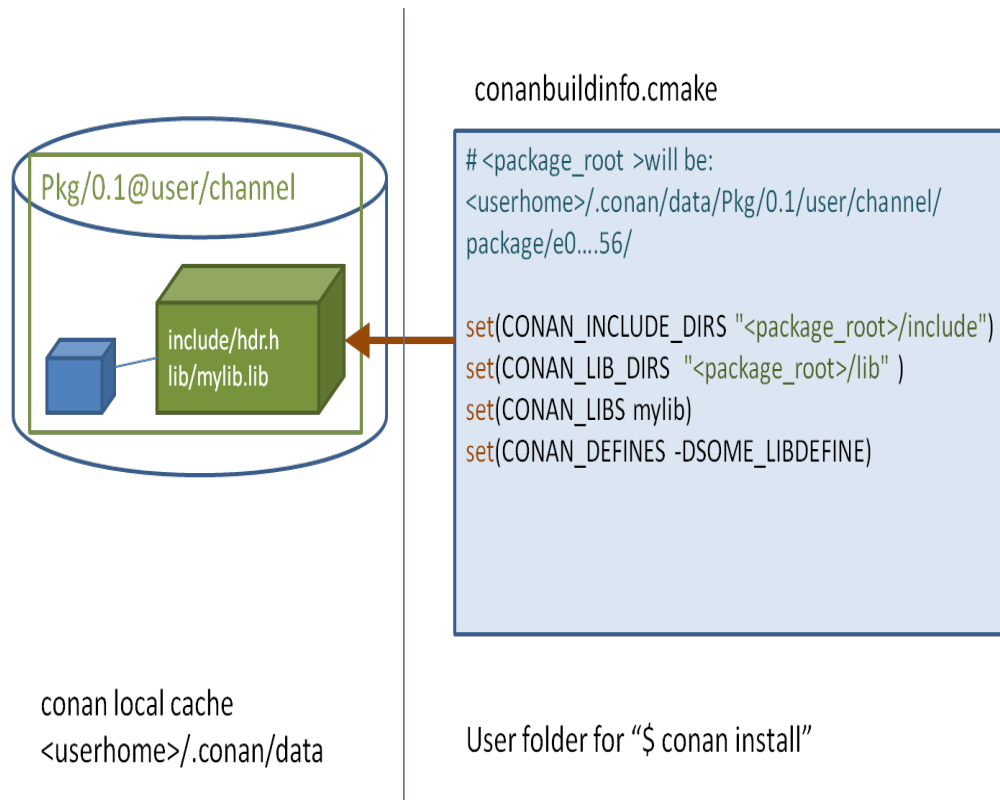 Pkg/0.1@user/channel
include/hdr.h
lib/mylib.lib
conan local cache
<userhome>/.conan/data
conanbuildinfo.cmake
# <package_root >will be:
<userhome>/.conan/data/Pkg/0.1/user/channel/
package/e0....56/
set(CONAN_INCLUDE_DIRS "<package_root>/include")
set(CONAN_LIB_DIRS "<package_root>/lib" )
set(CONAN_LIBS mylib)
set(CONAN_DEFINES -DSOME_LIBDEFINE)
User folder for “$ conan install”